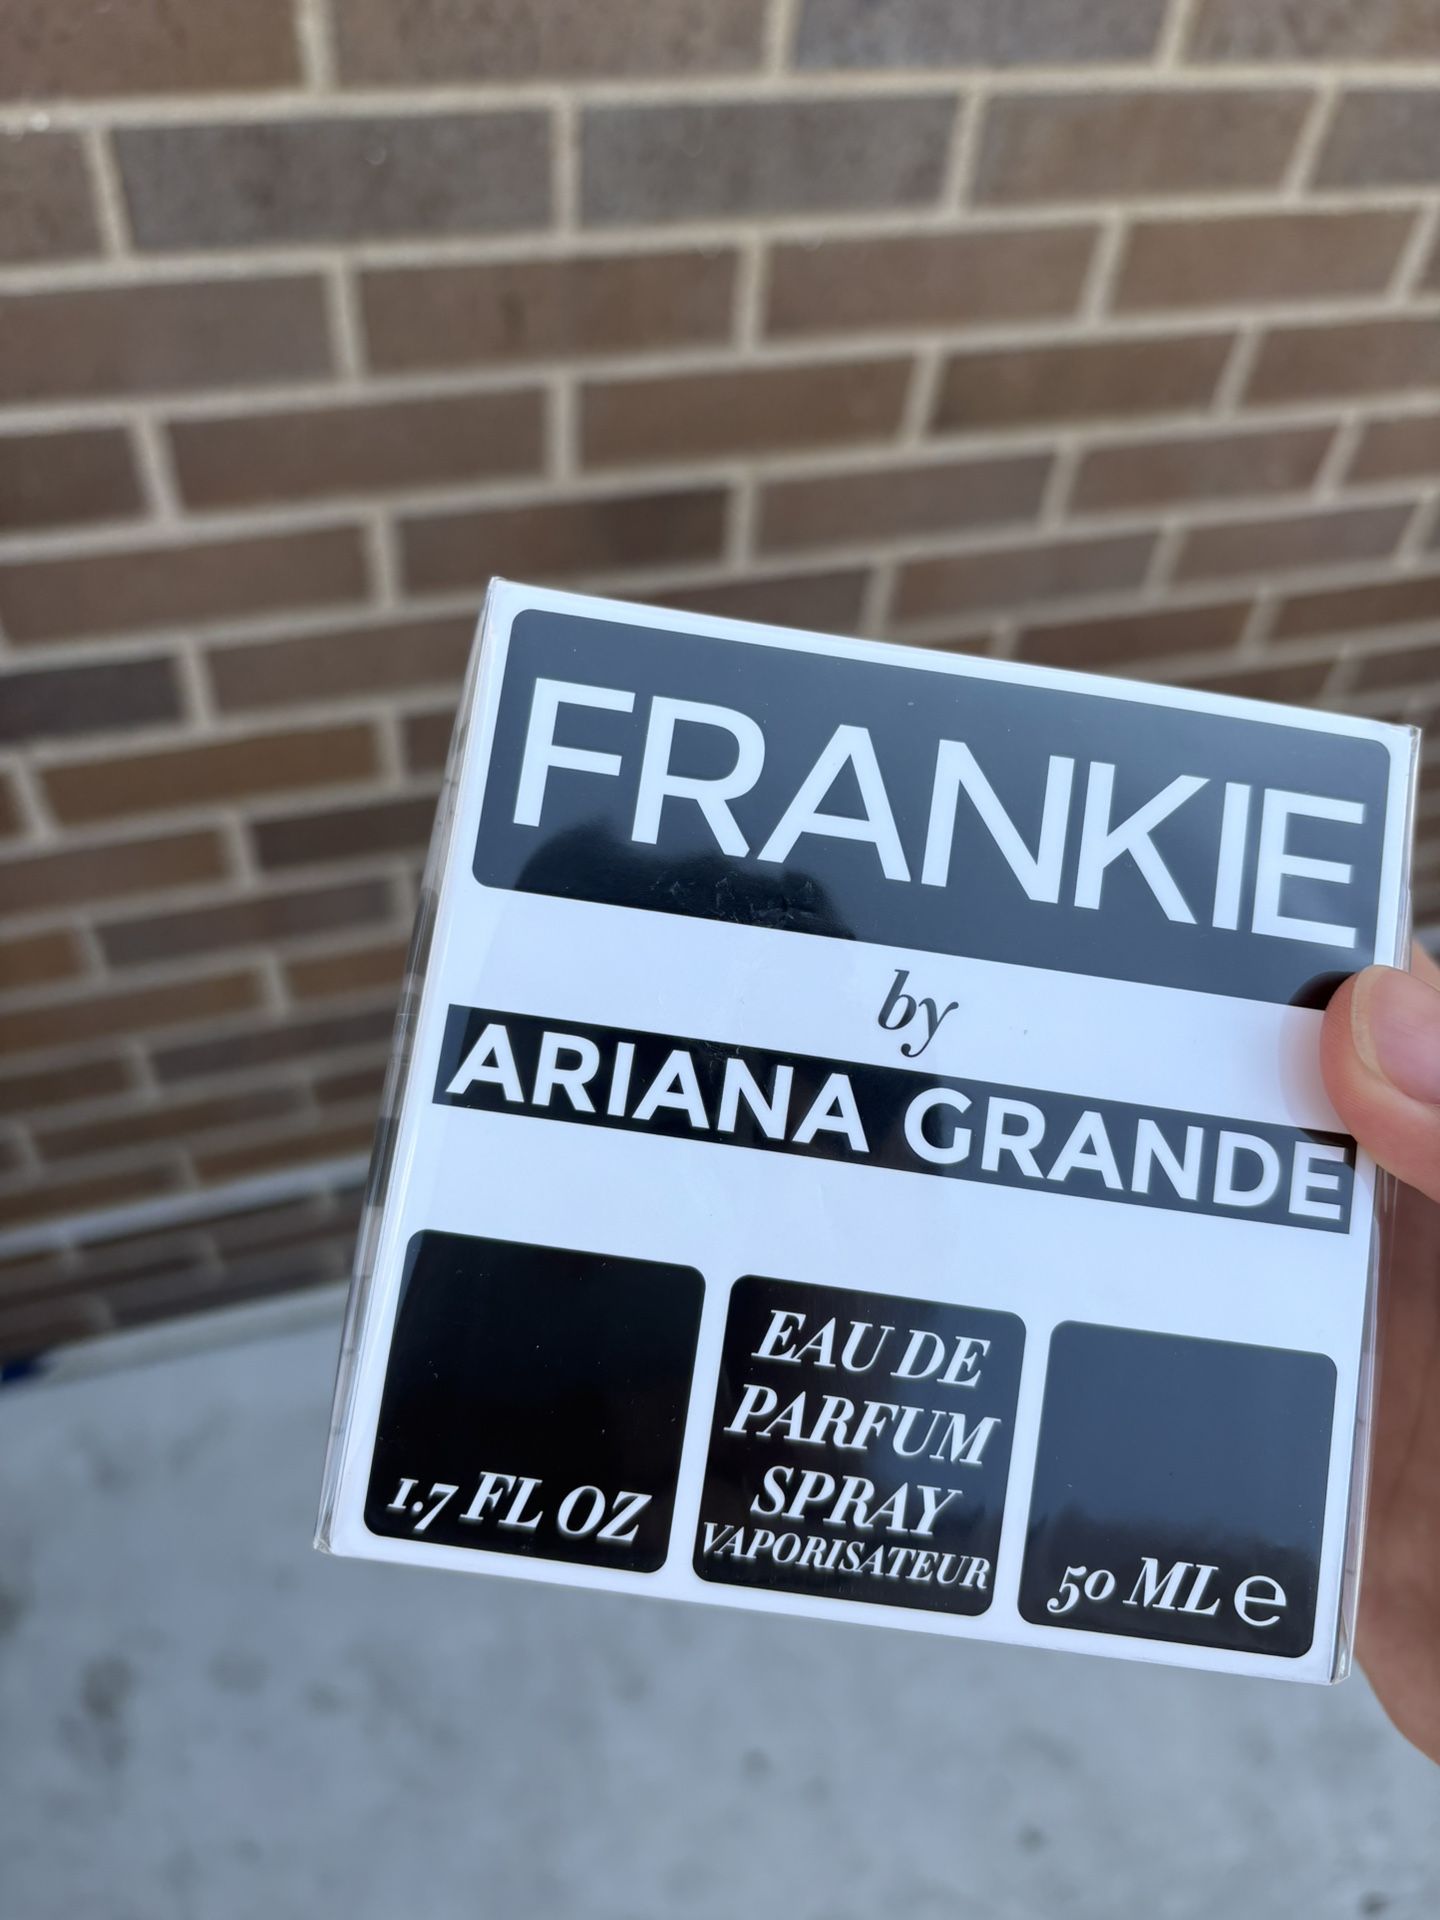 FRANKIE
by
ARIANA GRANDE
1.7 FL OZ
EAU DE
PARFUM
SPRAY
VAPORISATEUR
50 ML ℮